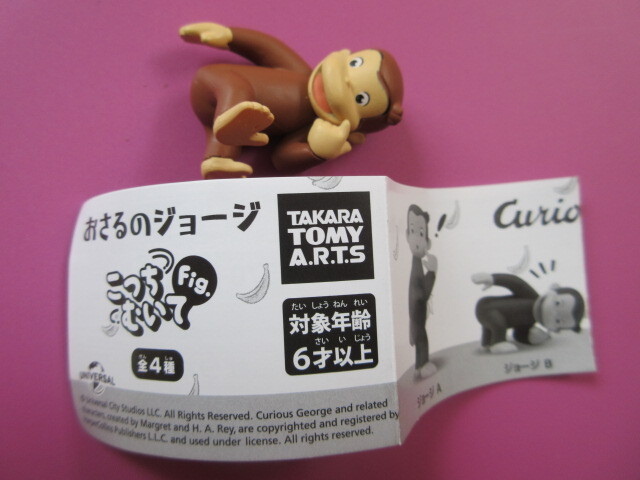 おさるのジョージ
こっち
むいて
Fig.
全4種
しゅ
UNIVERSAL
TAKARA
TOMY
A.R.T.S
たい しょう ねん れい
対象年齢
さい い じょう
6才以上
Universal City Studios LLC. All Rights Reserved. Curious George and related
characters, created by Margret and H. A. Rey, are copyrighted and registered by
HarperCollins Publishers L.L.C. and used under license. All rights reserved.
Curio
!
ジョージ A
ジョージ B